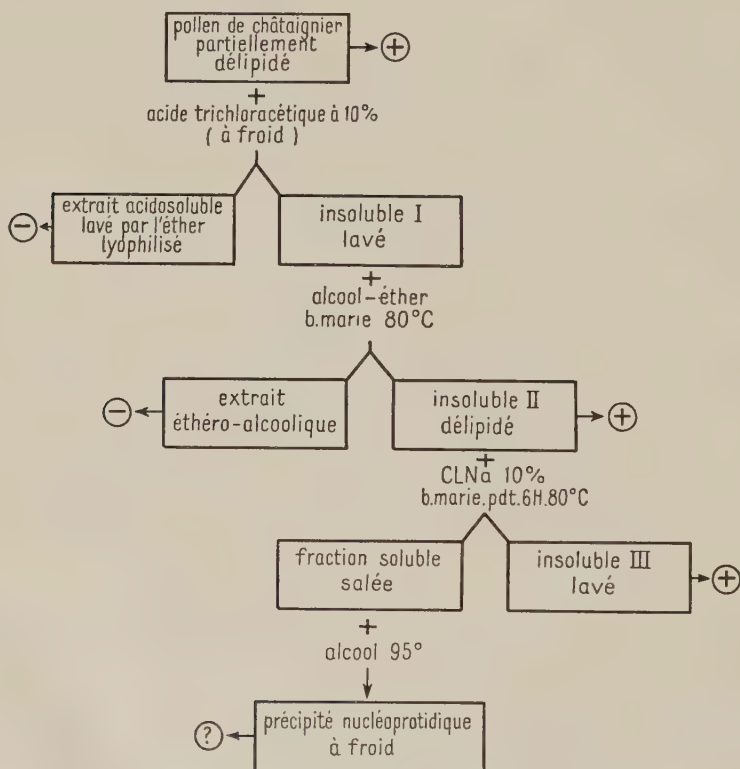 pollen de châtaignier
partiellement
délipidé
+
+
acide trichloracétique à 10%
( à froid )
−
extrait acidosoluble
lavé par l'éther
lyophilisé
insoluble I
lavé
+
alcool-éther
b.marie 80°C
−
extrait
éthéro-alcoolique
insoluble II
délipidé
+
+
CLNa 10%
b.marie.pdt.6H.80°C
fraction soluble
salée
insoluble III
lavé
+
+
alcool 95°
?
précipité nucléoprotidique
à froid